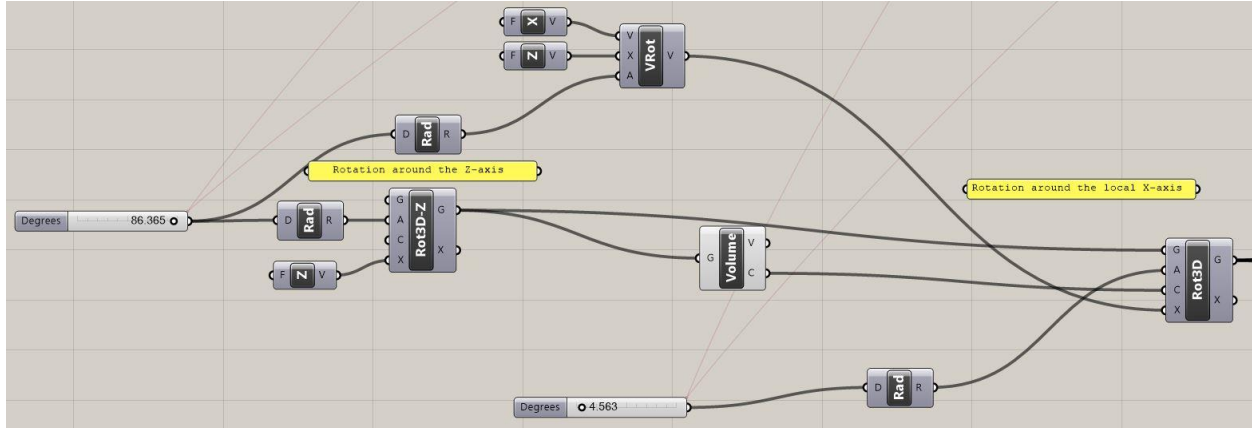 F X V
F Z V
V X A VRot V
D Rad R
Rotation around the Z-axis
Rotation around the local X-axis
Degrees 86.365
D Rad R
G A C X Rot3D-Z G X
F Z V
G Volume V C
G A C X Rot3D G X
D Rad R
Degrees 4.563